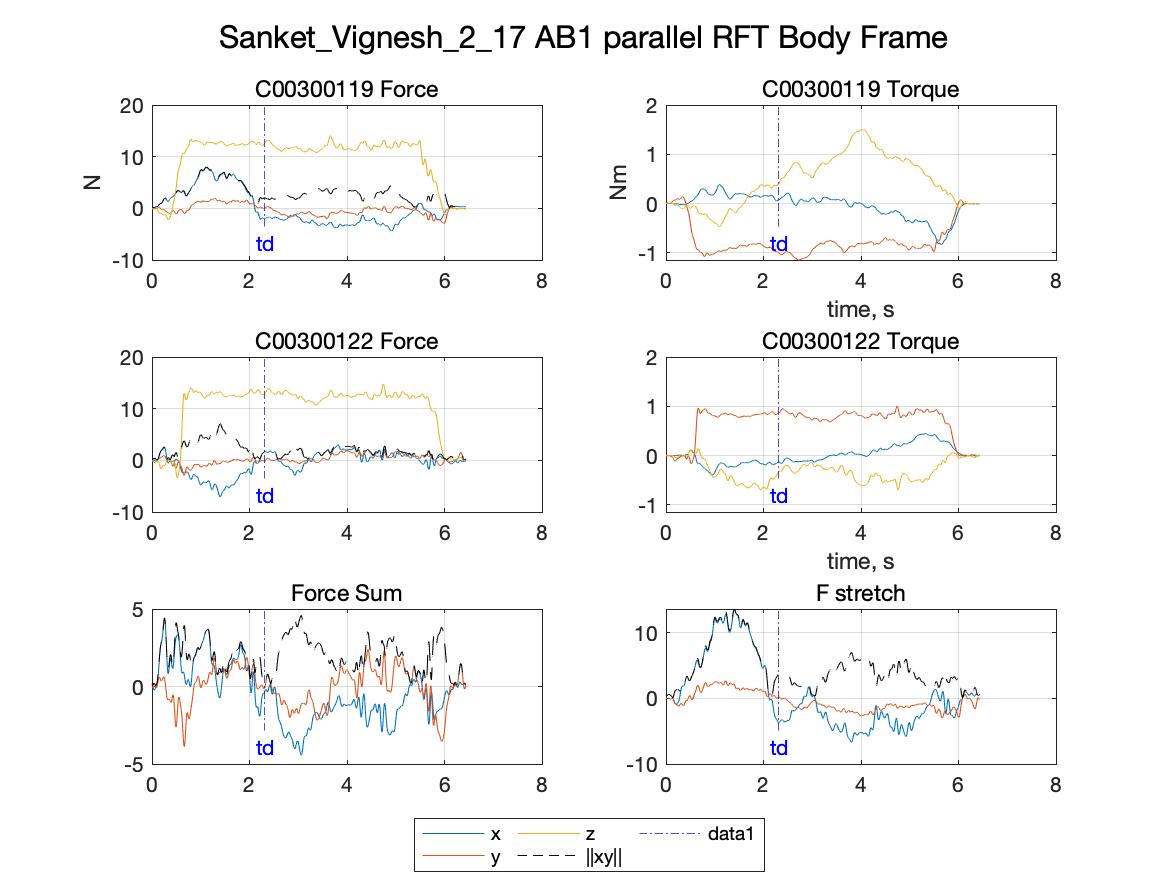 Sanket_Vignesh_2_17 AB1 parallel RFT Body Frame
C00300119 Force
20
10
0
-10
N
td
0 2 4 6 8
C00300119 Torque
2
1
0
-1
Nm
td
0 2 4 6 8
time, s
C00300122 Force
20
10
0
-10
td
0 2 4 6 8
C00300122 Torque
2
1
0
-1
td
0 2 4 6 8
time, s
Force Sum
5
0
-5
td
0 2 4 6 8
F stretch
10
0
-10
td
0 2 4 6 8
x z data1
y ||xy||